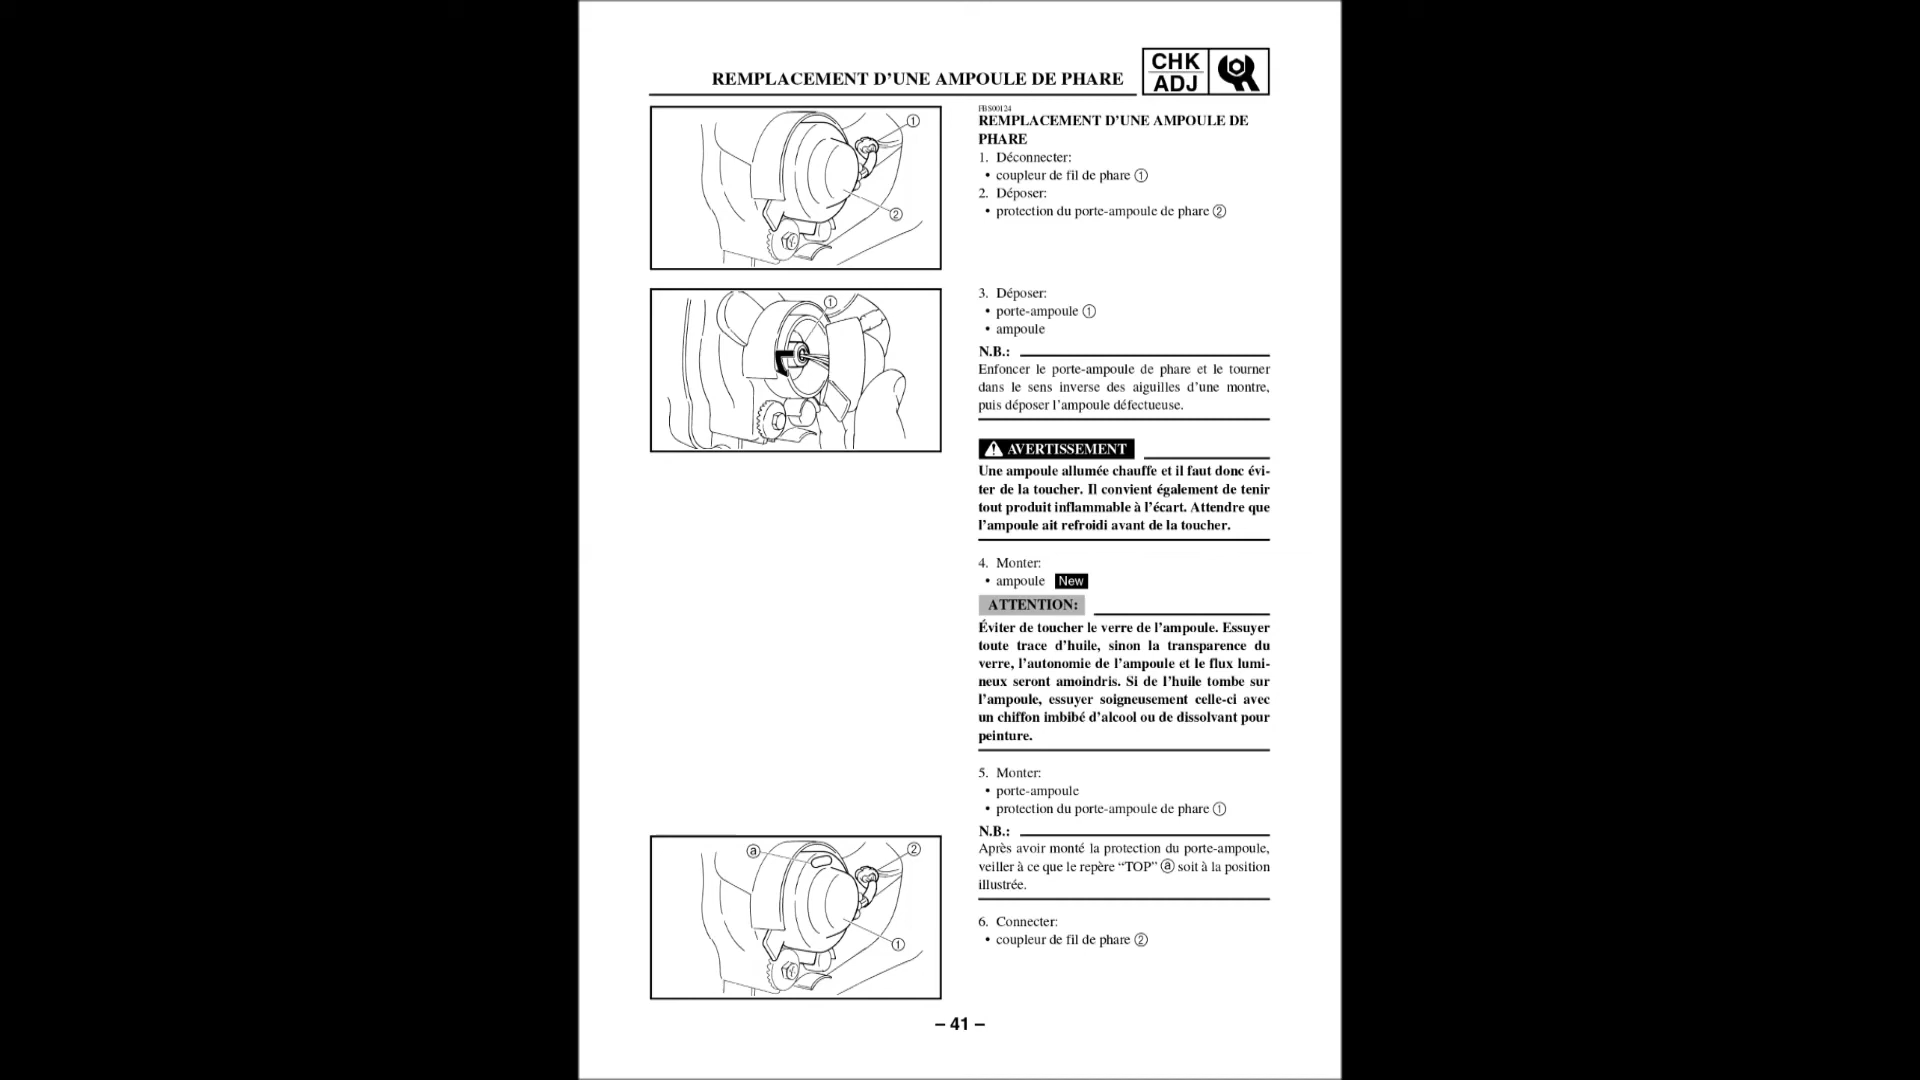 REMPLACEMENT D’UNE AMPOULE DE PHARE
CHK
ADJ
①
②
FBS00124
REMPLACEMENT D’UNE AMPOULE DE
PHARE
1. Déconnecter:
• coupleur de fil de phare ①
2. Déposer:
• protection du porte-ampoule de phare ②
①
3. Déposer:
• porte-ampoule ①
• ampoule
N.B.:
Enfoncer le porte-ampoule de phare et le tourner
dans le sens inverse des aiguilles d’une montre,
puis déposer l’ampoule défectueuse.
AVERTISSEMENT
Une ampoule allumée chauffe et il faut donc évi-
ter de la toucher. Il convient également de tenir
tout produit inflammable à l’écart. Attendre que
l’ampoule ait refroidi avant de la toucher.
4. Monter:
• ampoule New
ATTENTION:
Éviter de toucher le verre de l’ampoule. Essuyer
toute trace d’huile, sinon la transparence du
verre, l’autonomie de l’ampoule et le flux lumi-
neux seront amoindris. Si de l’huile tombe sur
l’ampoule, essuyer soigneusement celle-ci avec
un chiffon imbibé d’alcool ou de dissolvant pour
peinture.
5. Monter:
• porte-ampoule
• protection du porte-ampoule de phare ①
N.B.:
Après avoir monté la protection du porte-ampoule,
veiller à ce que le repère “TOP” ⓐ soit à la position
illustrée.
ⓐ
②
①
6. Connecter:
• coupleur de fil de phare ②
– 41 –